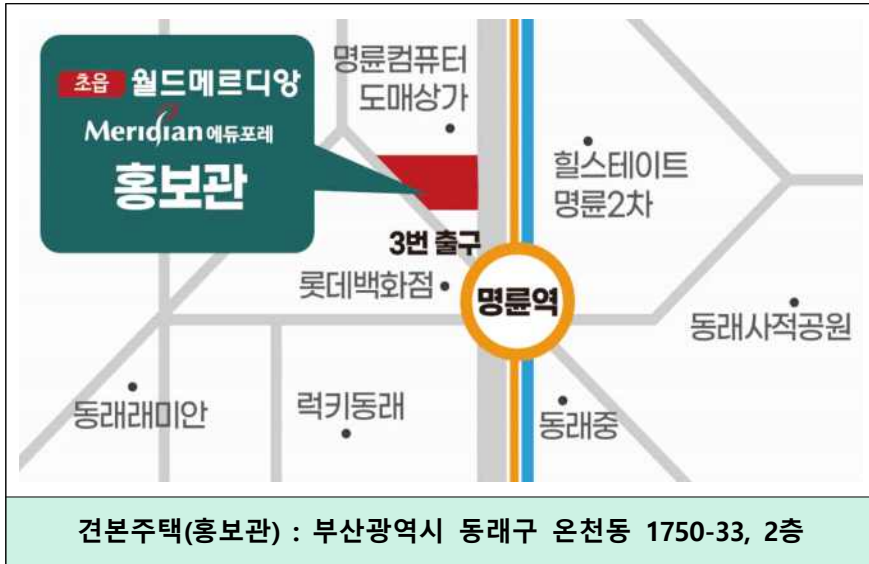 초읍 월드메르디앙
Meridian 에듀포레
홍보관
명륜컴퓨터
도매상가
힐스테이트
명륜2차
3번 출구
롯데백화점
명륜역
동래사적공원
동래래미안
럭키동래
동래중
견본주택(홍보관) : 부산광역시 동래구 온천동 1750-33, 2층